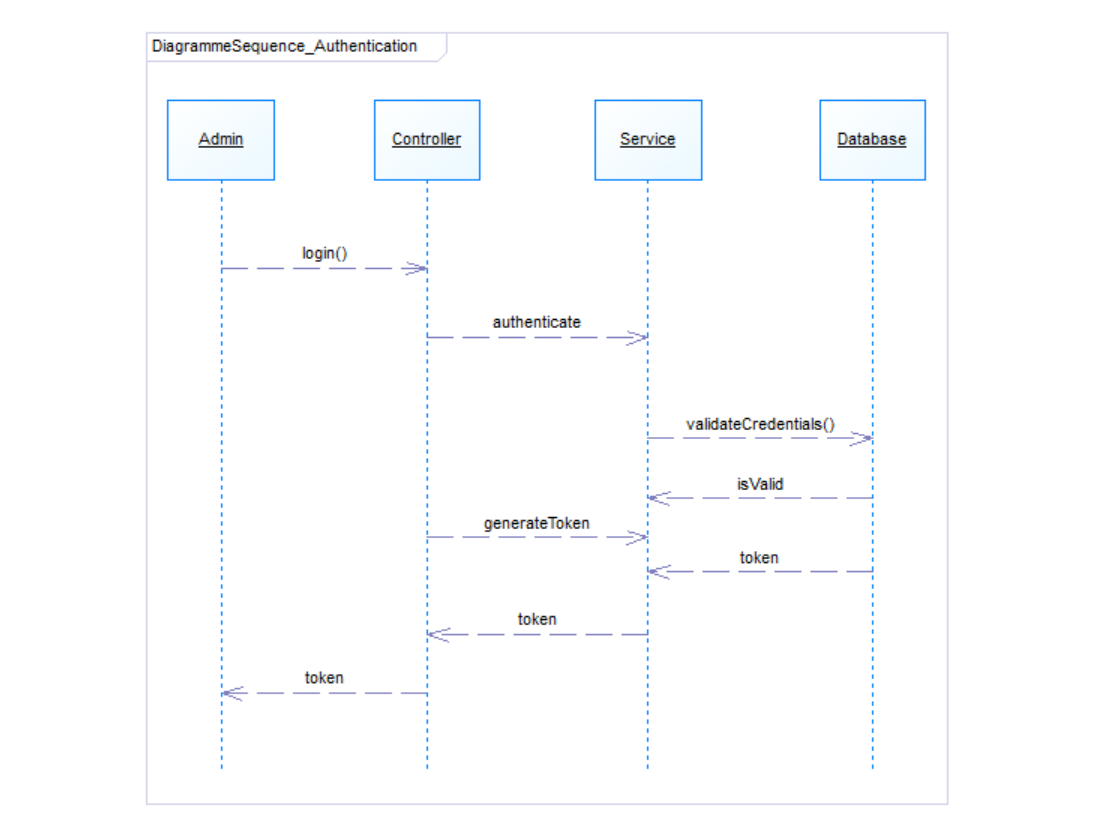 DiagrammeSequence_Authentication
Admin
Controller
Service
Database
login()
authenticate
validateCredentials()
isValid
generateToken
token
token
token